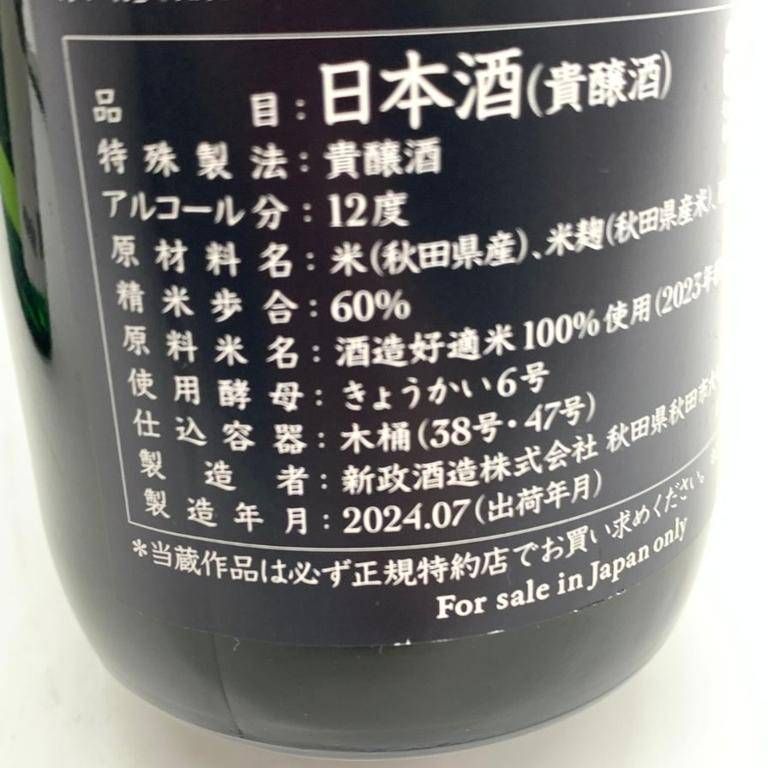 品目：日本酒(貴醸酒)
特殊製法：貴醸酒
アルコール分：12度
原材料名：米(秋田県産)、米麹(秋田県産米)、
精米歩合：60%
原料米名：酒造好適米100%使用(2023年
使用酵母：きょうかい6号
仕込容器：木桶(38号・47号)
製造者：新政酒造株式会社 秋田県秋田市
製造年月：2024.07(出荷年月)
＊当蔵作品は必ず正規特約店でお買い求めください。
For sale in Japan only